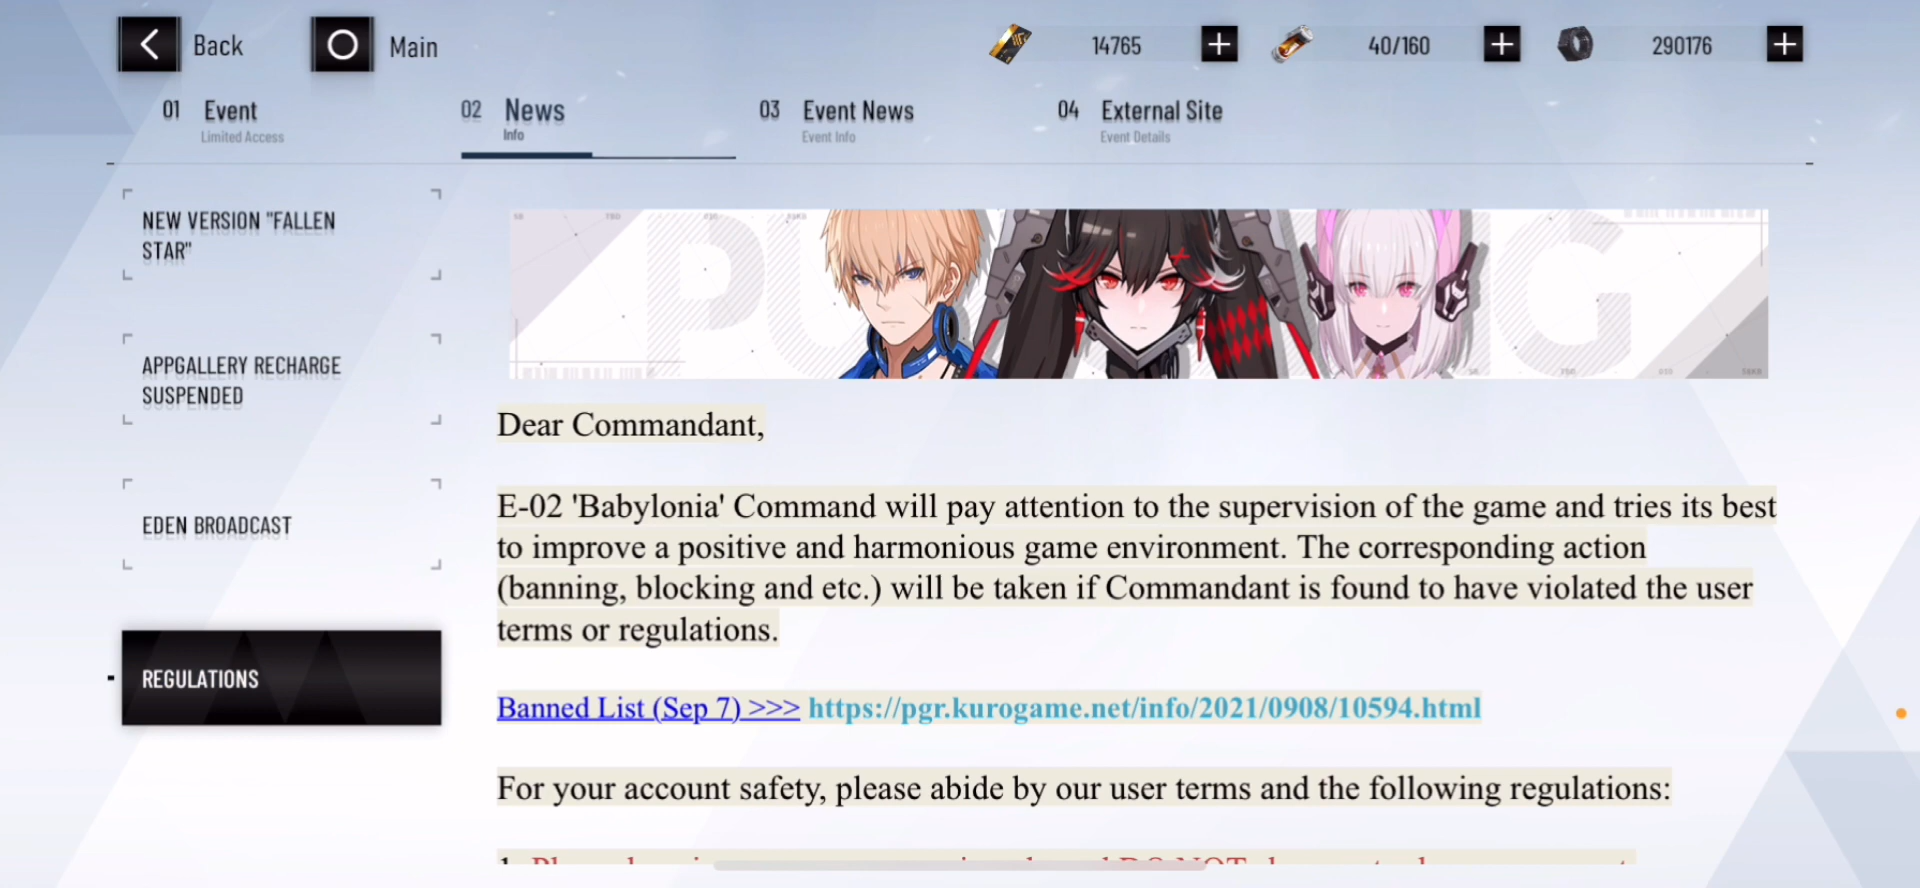 Back
Main
14765
40/160
290176
01 Event
Limited Access
02 News
Info
03 Event News
Event Info
04 External Site
Event Details
NEW VERSION "FALLEN
STAR"
APPGALLERY RECHARGE
SUSPENDED
EDEN BROADCAST
REGULATIONS
Dear Commandant,
E-02 'Babylonia' Command will pay attention to the supervision of the game and tries its best
to improve a positive and harmonious game environment. The corresponding action
(banning, blocking and etc.) will be taken if Commandant is found to have violated the user
terms or regulations.
Banned List (Sep 7) >>> https://pgr.kurogame.net/info/2021/0908/10594.html
For your account safety, please abide by our user terms and the following regulations: